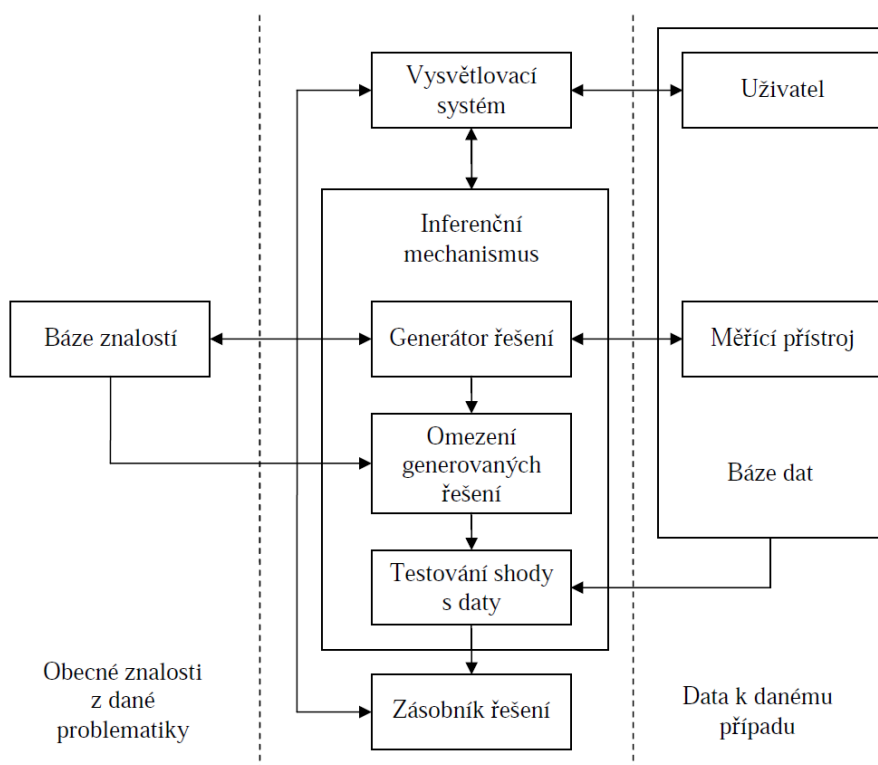 Vysvětlovací
systém
Uživatel
Inferenční
mechanismus
Báze znalostí
Generátor řešení
Měřící přístroj
Omezení
generovaných
řešení
Báze dat
Testování shody
s daty
Obecné znalosti
z dané
problematiky
Zásobník řešení
Data k danému
případu